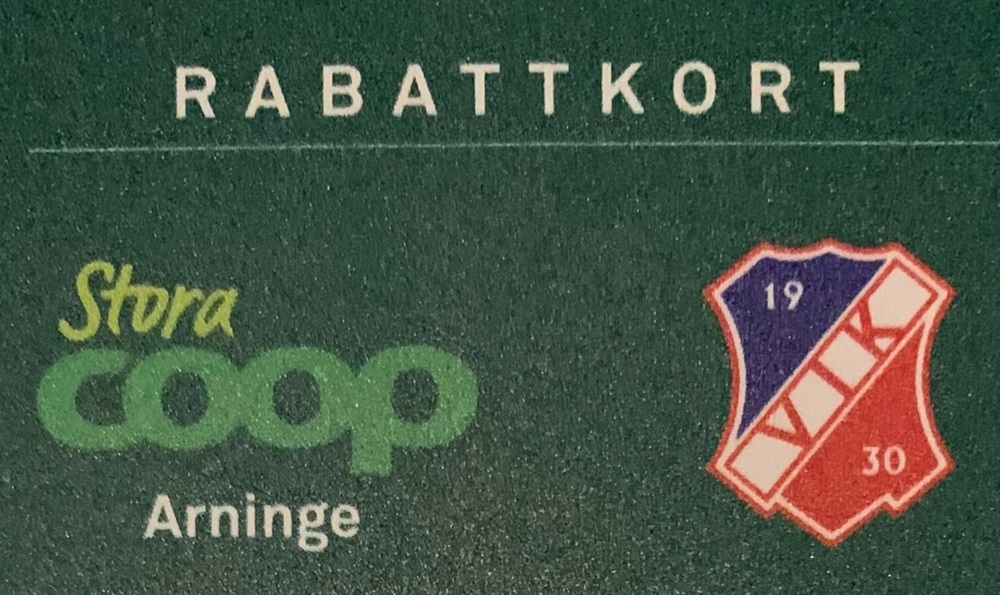 RABATTKORT
Stora
coop
Arninge
19
VIK
30